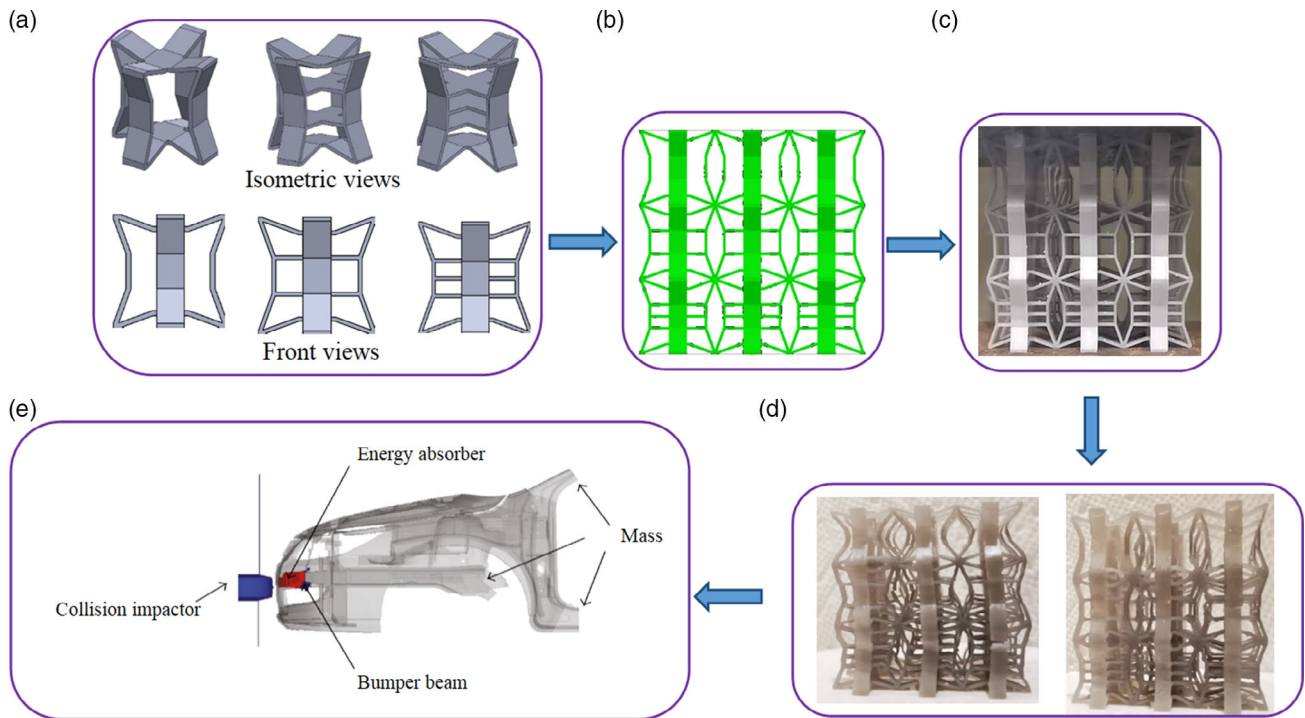 (a)
(b)
(c)
Isometric views
Front views
(e)
(d)
Energy absorber
Mass
Collision impactor
Bumper beam